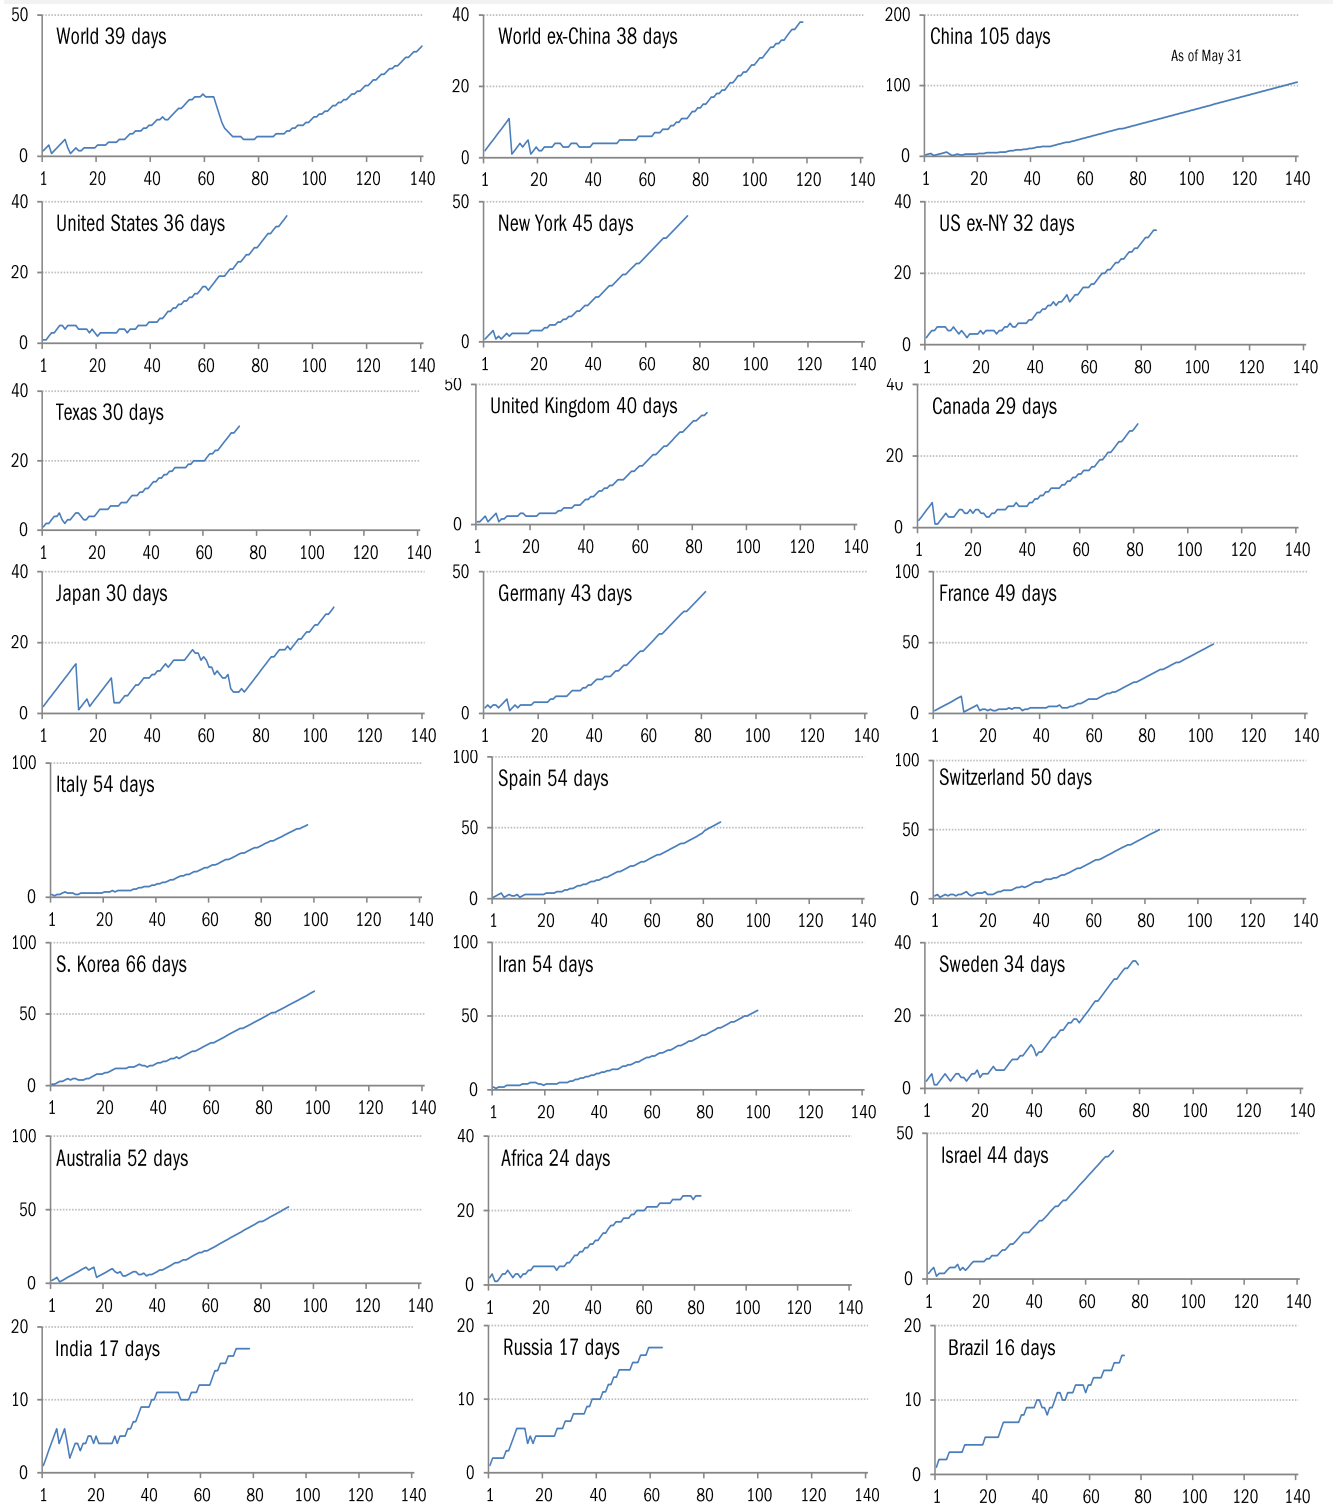 50
World 39 days
0
1 20 40 60 80 100 120 140
40
World ex-China 38 days
20
0
1 20 40 60 80 100 120 140
200
China 105 days
As of May 31
100
0
1 20 40 60 80 100 120 140
40
United States 36 days
20
0
1 20 40 60 80 100 120 140
50
New York 45 days
0
1 20 40 60 80 100 120 140
40
US ex-NY 32 days
20
0
1 20 40 60 80 100 120 140
40
Texas 30 days
20
0
1 20 40 60 80 100 120 140
50
United Kingdom 40 days
0
1 20 40 60 80 100 120 140
40
Canada 29 days
20
0
1 20 40 60 80 100 120 140
40
Japan 30 days
20
0
1 20 40 60 80 100 120 140
50
Germany 43 days
0
1 20 40 60 80 100 120 140
100
France 49 days
50
0
1 20 40 60 80 100 120 140
100
Italy 54 days
0
1 20 40 60 80 100 120 140
100
Spain 54 days
50
0
1 20 40 60 80 100 120 140
100
Switzerland 50 days
50
0
1 20 40 60 80 100 120 140
100
S. Korea 66 days
50
0
1 20 40 60 80 100 120 140
100
Iran 54 days
50
0
1 20 40 60 80 100 120 140
40
Sweden 34 days
20
0
1 20 40 60 80 100 120 140
100
Australia 52 days
50
0
1 20 40 60 80 100 120 140
40
Africa 24 days
20
0
1 20 40 60 80 100 120 140
50
Israel 44 days
0
1 20 40 60 80 100 120 140
20
India 17 days
10
0
1 20 40 60 80 100 120 140
20
Russia 17 days
10
0
1 20 40 60 80 100 120 140
20
Brazil 16 days
10
0
1 20 40 60 80 100 120 140